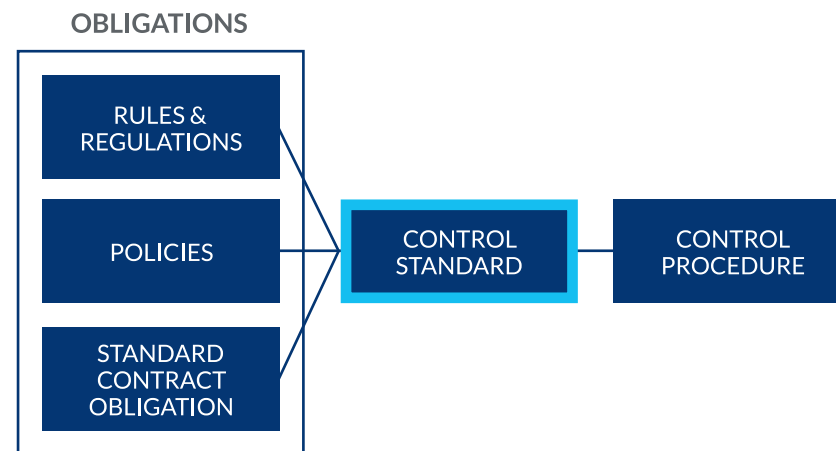 OBLIGATIONS
RULES &
REGULATIONS
POLICIES
STANDARD
CONTRACT
OBLIGATION
CONTROL
STANDARD
CONTROL
PROCEDURE